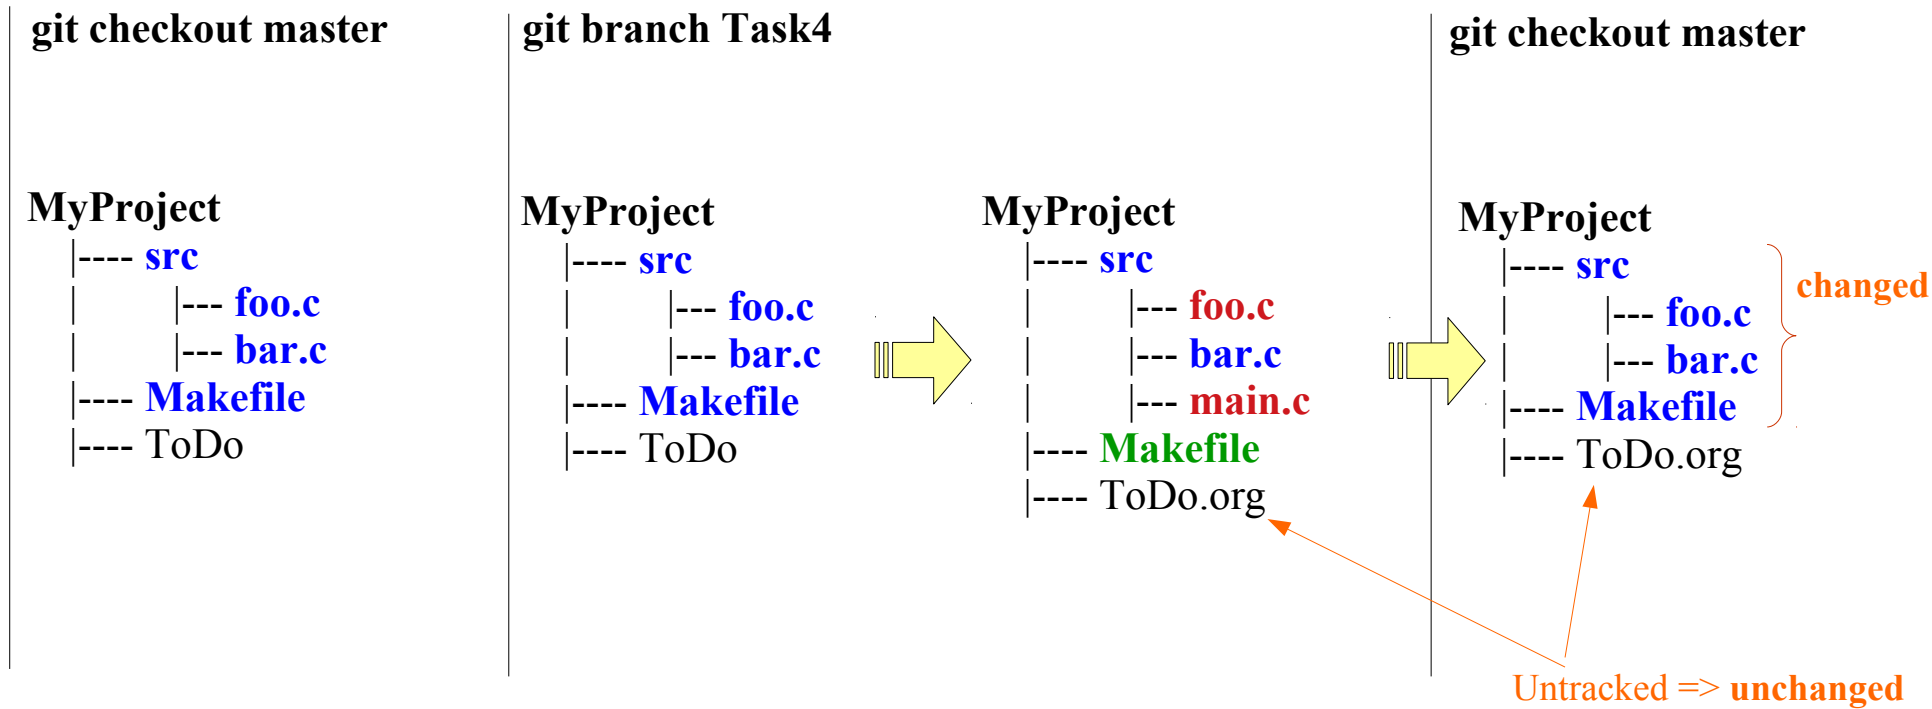 git checkout master
MyProject
|---- src
| |--- foo.c
| |--- bar.c
|---- Makefile
|---- ToDo
git branch Task4
MyProject
|---- src
| |--- foo.c
| |--- bar.c
|---- Makefile
|---- ToDo
MyProject
|---- src
| |--- foo.c
| |--- bar.c
| |--- main.c
|---- Makefile
|---- ToDo.org
git checkout master
MyProject
|---- src
| |--- foo.c
| |--- bar.c
|---- Makefile
|---- ToDo.org
changed
Untracked => unchanged